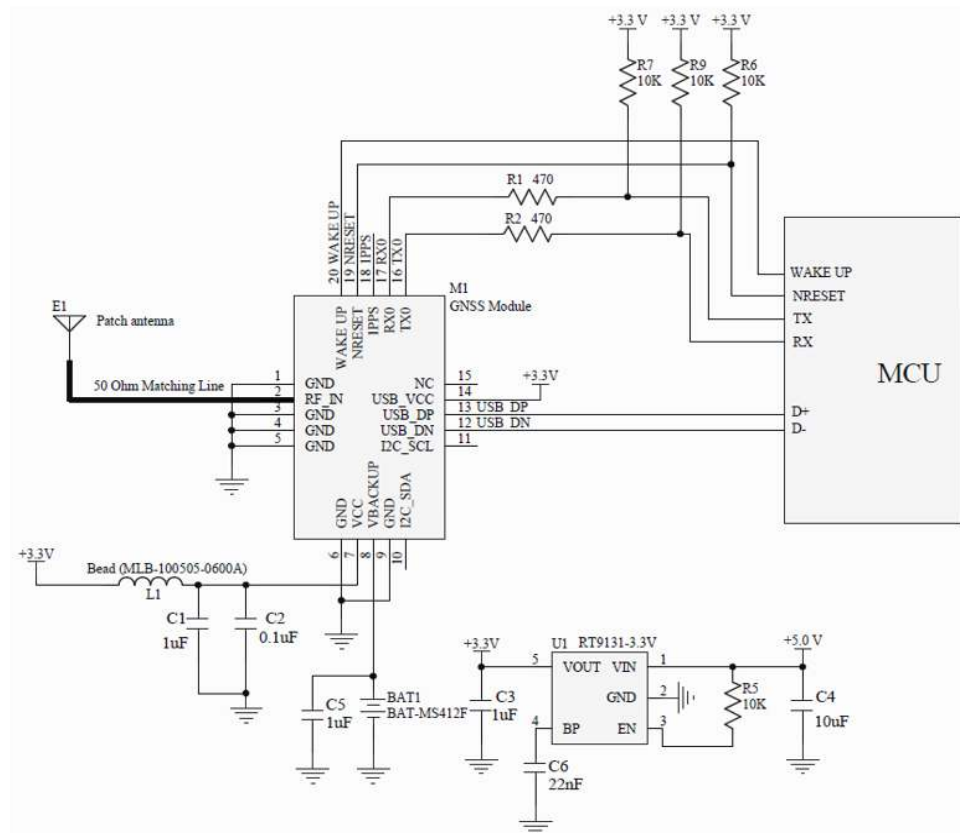 +3.3 V +3.3 V +3.3 V
R7 R9 R6
10K 10K 10K
R1 470
R2 470
20 WAKE UP
19 NRESET
18 1PPS
17 RX0
16 TX0
M1
GNSS Module
E1
Patch antenna
50 Ohm Matching Line
WAKE UP
NRESET
1PPS
RX0
TX0
1 GND
2 RF_IN
3 GND
4 GND
5 GND
NC 15
USB_VCC 14
+3.3V
USB_DP 13 USB DP
USB_DN 12 USB DN
I2C_SCL 11
GND
VCC
VBACKUP
GND
I2C_SDA
6
7
8
9
10
WAKE UP
NRESET
TX
RX
MCU
D+
D-
+3.3V
Bead (MLB-100505-0600A)
L1
C1
1uF
C2
0.1uF
C5
1uF
BAT1
BAT-MS412F
+3.3V
U1 RT9131-3.3V
+5.0 V
5 VOUT VIN 1
GND 2
4 BP EN 3
C3
1uF
R5
10K
C4
10uF
C6
22nF